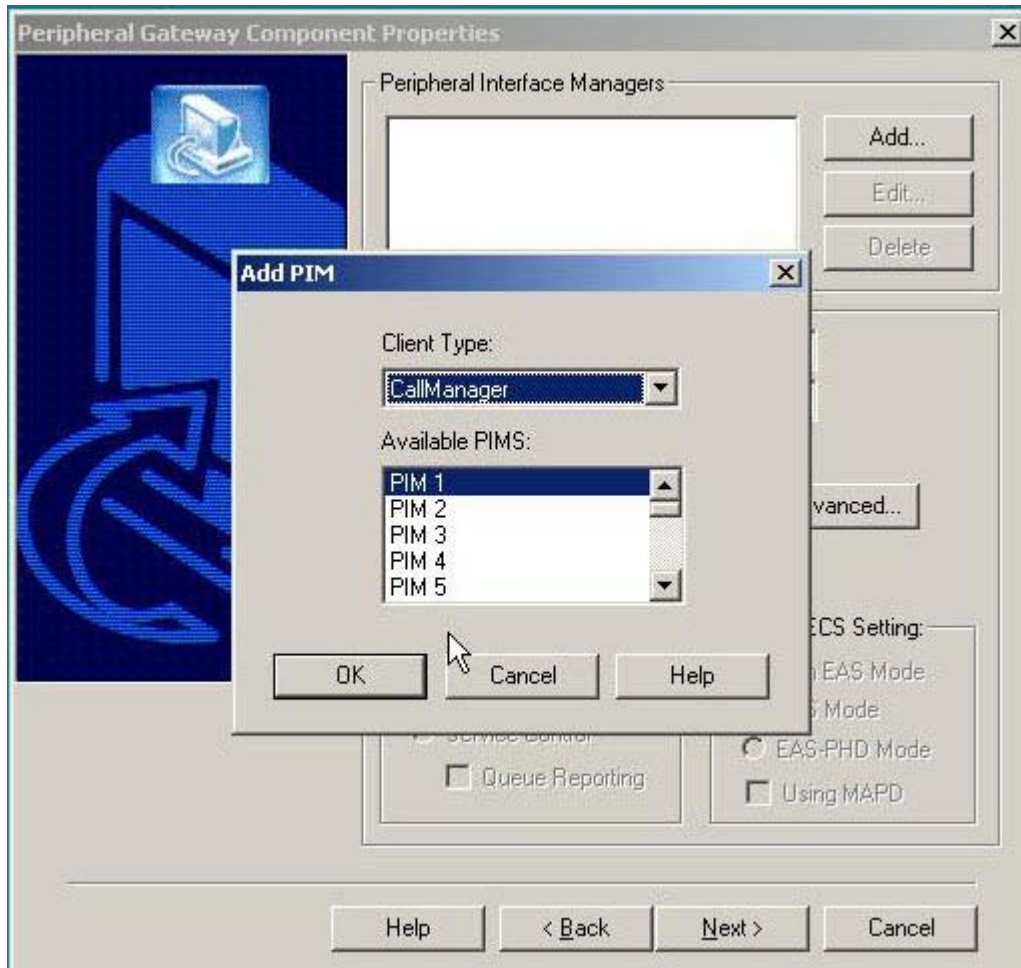 Peripheral Gateway Component Properties
Peripheral Interface Managers
Add...
Edit...
Delete
Add PIM
Client Type:
CallManager
Available PIMS:
PIM 1
PIM 2
PIM 3
PIM 4
PIM 5
OK
Cancel
Help
vanced...
ECS Setting:
EAS Mode
Mode
EAS-PHD Mode
Using MAPD
Service Control
Queue Reporting
Help
< Back
Next >
Cancel